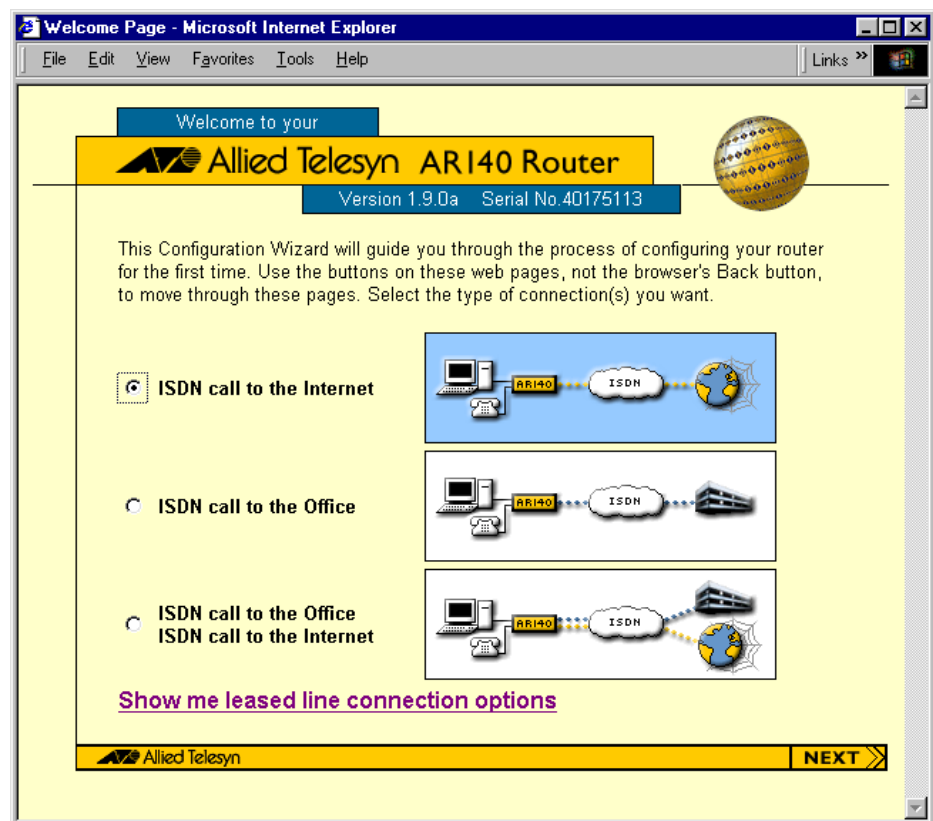 Welcome Page - Microsoft Internet Explorer
File Edit View Favorites Tools Help
Links »
Welcome to your
Allied Telesyn AR140 Router
Version 1.9.0a Serial No.40175113
This Configuration Wizard will guide you through the process of configuring your router
for the first time. Use the buttons on these web pages, not the browser's Back button,
to move through these pages. Select the type of connection(s) you want.
ISDN call to the Internet
AR140
ISDN
ISDN call to the Office
AR140
ISDN
ISDN call to the Office
ISDN call to the Internet
AR140
ISDN
Show me leased line connection options
Allied Telesyn
NEXT